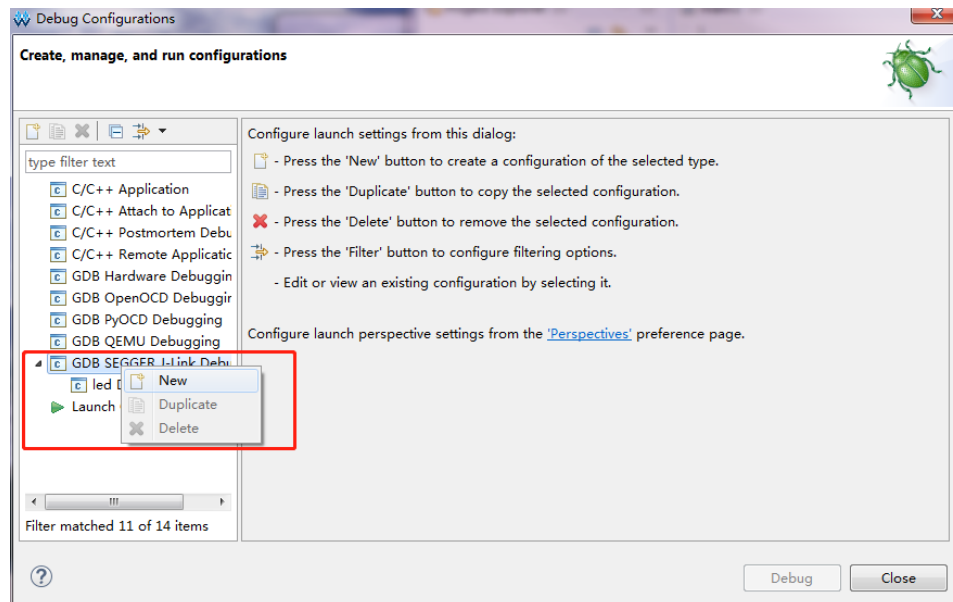 Debug Configurations
Create, manage, and run configurations
type filter text
C/C++ Application
C/C++ Attach to Applicat
C/C++ Postmortem Debu
C/C++ Remote Applicatic
GDB Hardware Debuggin
GDB OpenOCD Debuggir
GDB PyOCD Debugging
GDB QEMU Debugging
GDB SEGGER J-Link Debu
led
Launch
New
Duplicate
Delete
Filter matched 11 of 14 items
Configure launch settings from this dialog:
- Press the 'New' button to create a configuration of the selected type.
- Press the 'Duplicate' button to copy the selected configuration.
- Press the 'Delete' button to remove the selected configuration.
- Press the 'Filter' button to configure filtering options.
- Edit or view an existing configuration by selecting it.
Configure launch perspective settings from the 'Perspectives' preference page.
Debug
Close